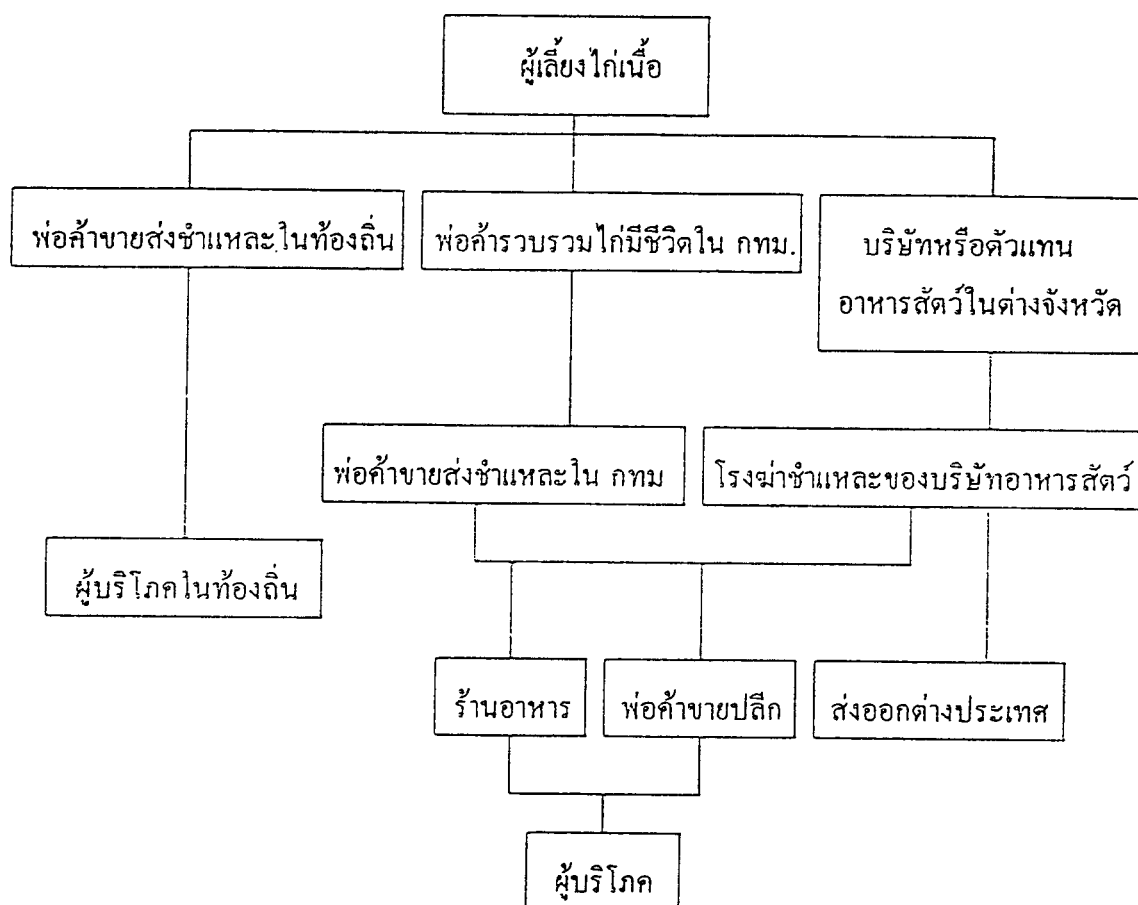 ผู้เลี้ยงไก่เนื้อ
พ่อค้าขายส่งชำแหละในท้องถิ่น
พ่อค้ารวบรวมไก่มีชีวิตใน กทม.
บริษัทหรือตัวแทน
อาหารสัตว์ในต่างจังหวัด
พ่อค้าขายส่งชำแหละใน กทม
โรงฆ่าชำแหละของบริษัทอาหารสัตว์
ผู้บริโภคในท้องถิ่น
ร้านอาหาร
พ่อค้าขายปลีก
ส่งออกต่างประเทศ
ผู้บริโภค